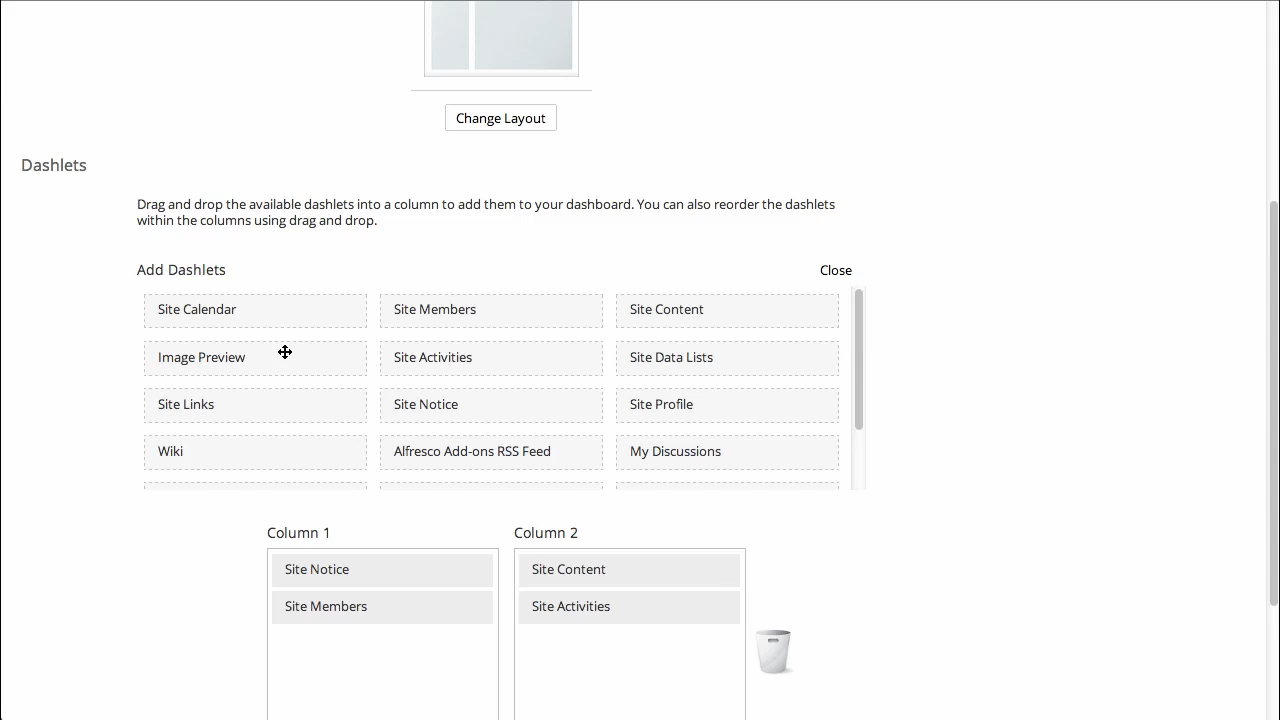 Change Layout
Dashlets
Drag and drop the available dashlets into a column to add them to your dashboard. You can also reorder the dashlets
within the columns using drag and drop.
Add Dashlets
Close
Site Calendar
Site Members
Site Content
Image Preview
Site Activities
Site Data Lists
Site Links
Site Notice
Site Profile
Wiki
Alfresco Add-ons RSS Feed
My Discussions
Column 1
Column 2
Site Notice
Site Content
Site Members
Site Activities